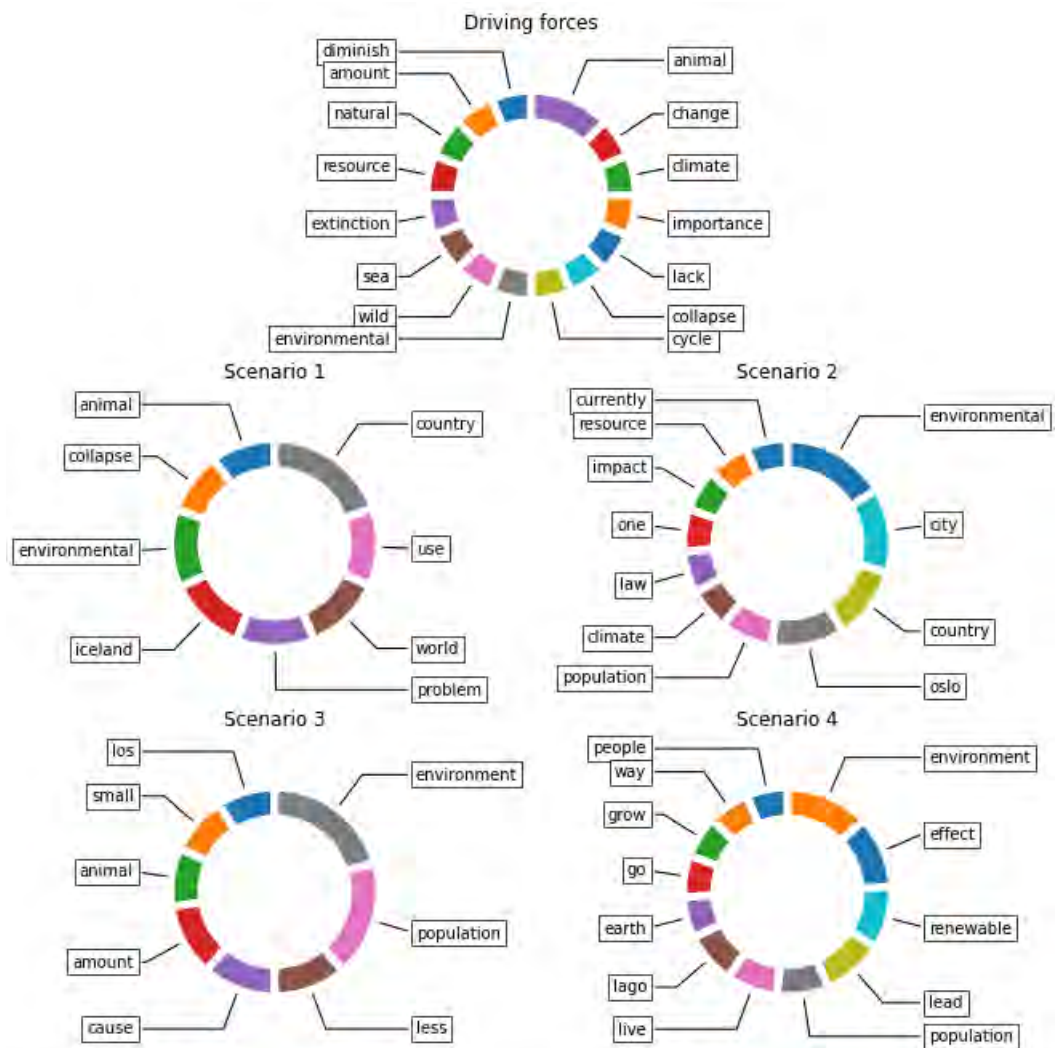 Driving forces
diminish
animal
amount
natural
change
resource
climate
extinction
importance
sea
lack
wild
collapse
environmental
cycle
Scenario 1
animal
country
collapse
environmental
use
iceland
world
problem
Scenario 2
currently
environmental
resource
impact
one
city
law
climate
country
population
oslo
Scenario 3
los
environment
small
animal
population
amount
cause
less
Scenario 4
people
environment
way
grow
effect
go
earth
renewable
lago
lead
live
population